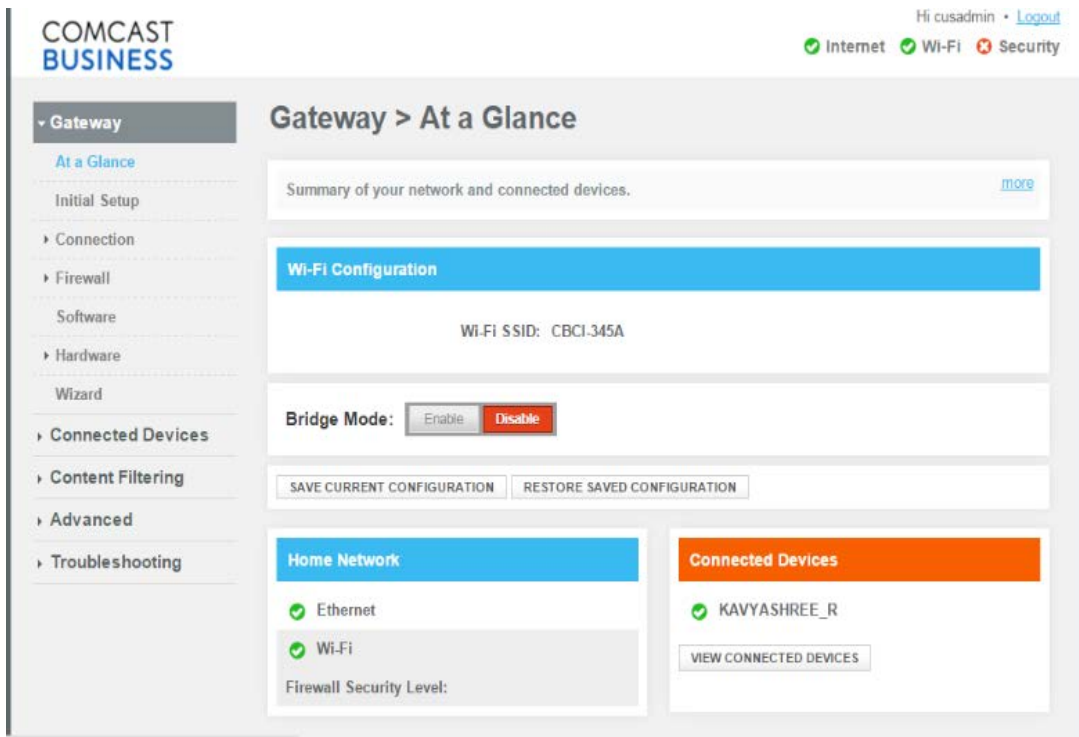 COMCAST
BUSINESS
Hi cusadmin • Logout
Internet Wi-Fi Security
Gateway
At a Glance
Initial Setup
Connection
Firewall
Software
Hardware
Wizard
Connected Devices
Content Filtering
Advanced
Troubleshooting
Gateway > At a Glance
Summary of your network and connected devices. more
Wi-Fi Configuration
Wi-Fi SSID: CBCI-345A
Bridge Mode: Enable Disable
SAVE CURRENT CONFIGURATION RESTORE SAVED CONFIGURATION
Home Network
Ethernet
Wi-Fi
Firewall Security Level:
Connected Devices
KAVYASHREE_R
VIEW CONNECTED DEVICES